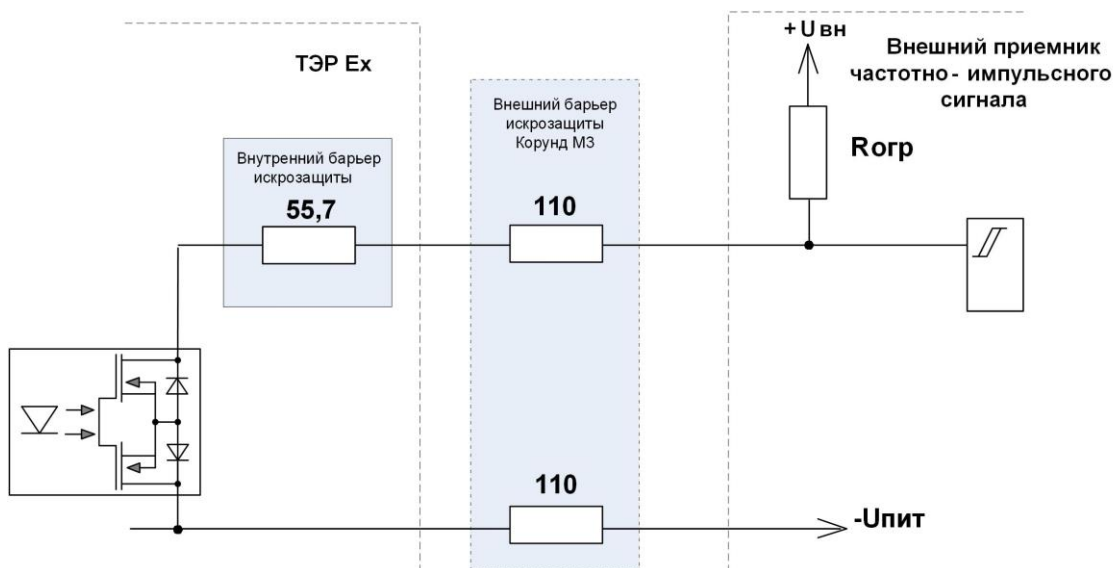 ТЭР Ex
Внутренний барьер
искрозащиты
55,7
Внешний барьер
искрозащиты
Корунд М3
110
110
+U вн
Внешний приемник
частотно - импульсного
сигнала
Rогр
-Uпит